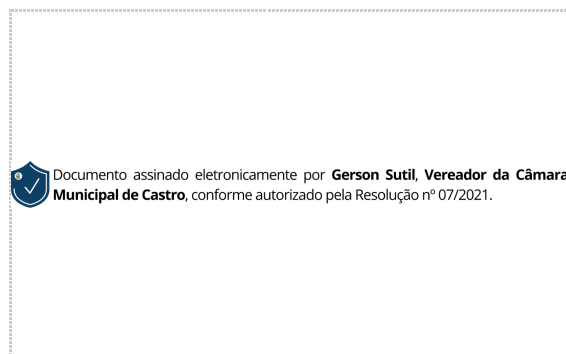 Documento assinado eletronicamente por Gerson Sutil, Vereador da Câmara
Municipal de Castro, conforme autorizado pela Resolução nº 07/2021.